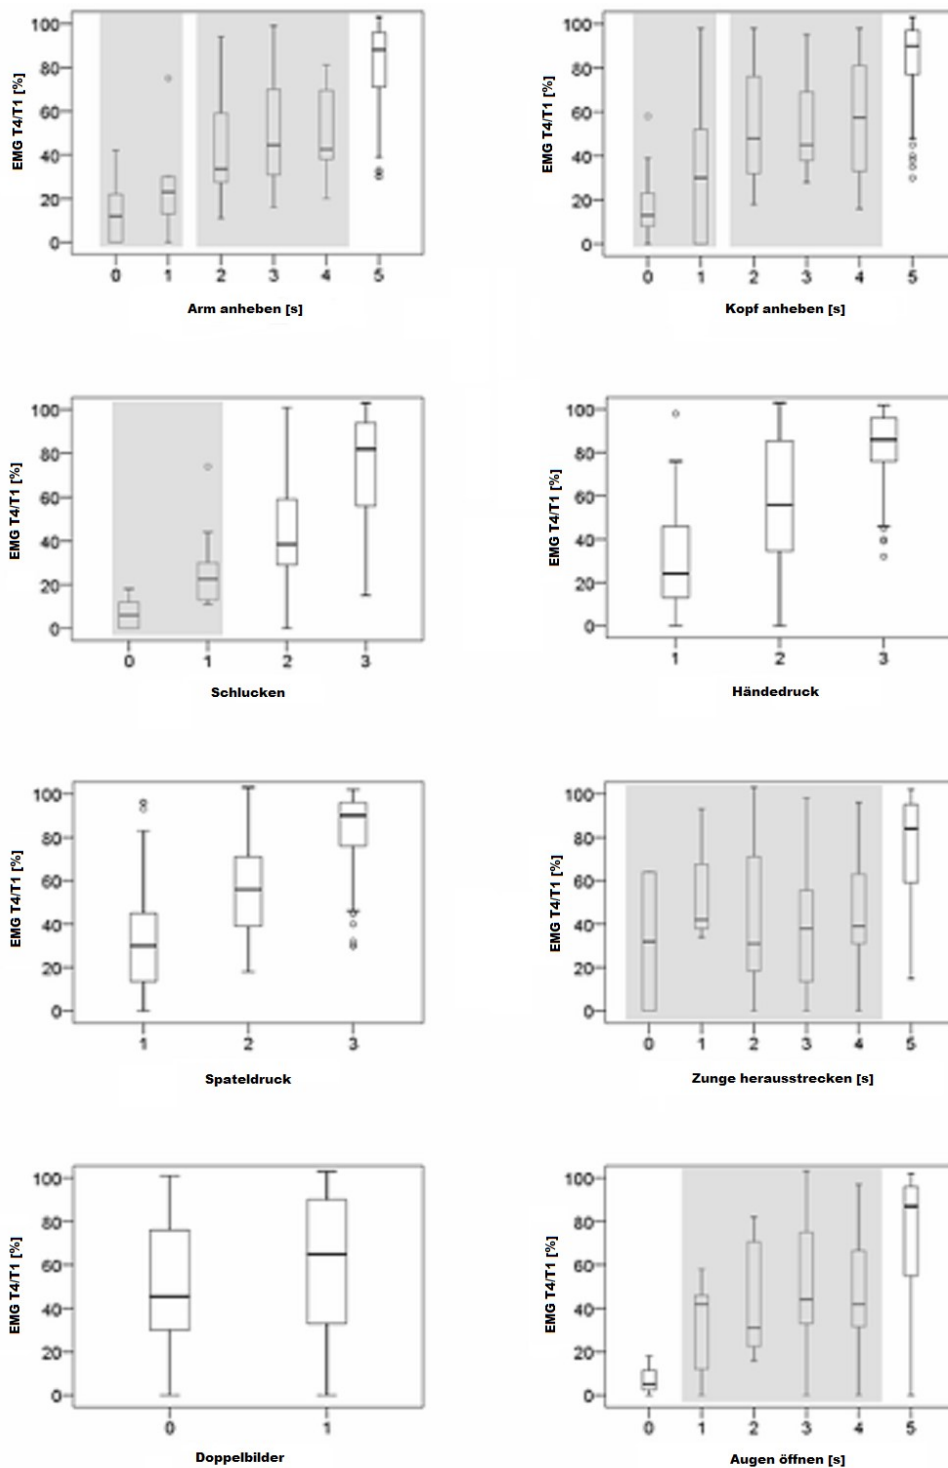 100
80
60
40
20
0
EMG T4/T1 [%]
0 1 2 3 4 5
Arm anheben [s]
100
80
60
40
20
0
EMG T4/T1 [%]
0 1 2 3 4 5
Kopf anheben [s]
100
80
60
40
20
0
EMG T4/T1 [%]
0 1 2 3
Schlucken
100
80
60
40
20
0
EMG T4/T1 [%]
1 2 3
Händedruck
100
80
60
40
20
0
EMG T4/T1 [%]
1 2 3
Spateldruck
100
80
60
40
20
0
EMG T4/T1 [%]
0 1 2 3 4 5
Zunge herausstrecken [s]
100
80
60
40
20
0
EMG T4/T1 [%]
0 1
Doppelbilder
100
80
60
40
20
0
EMG T4/T1 [%]
0 1 2 3 4 5
Augen öffnen [s]